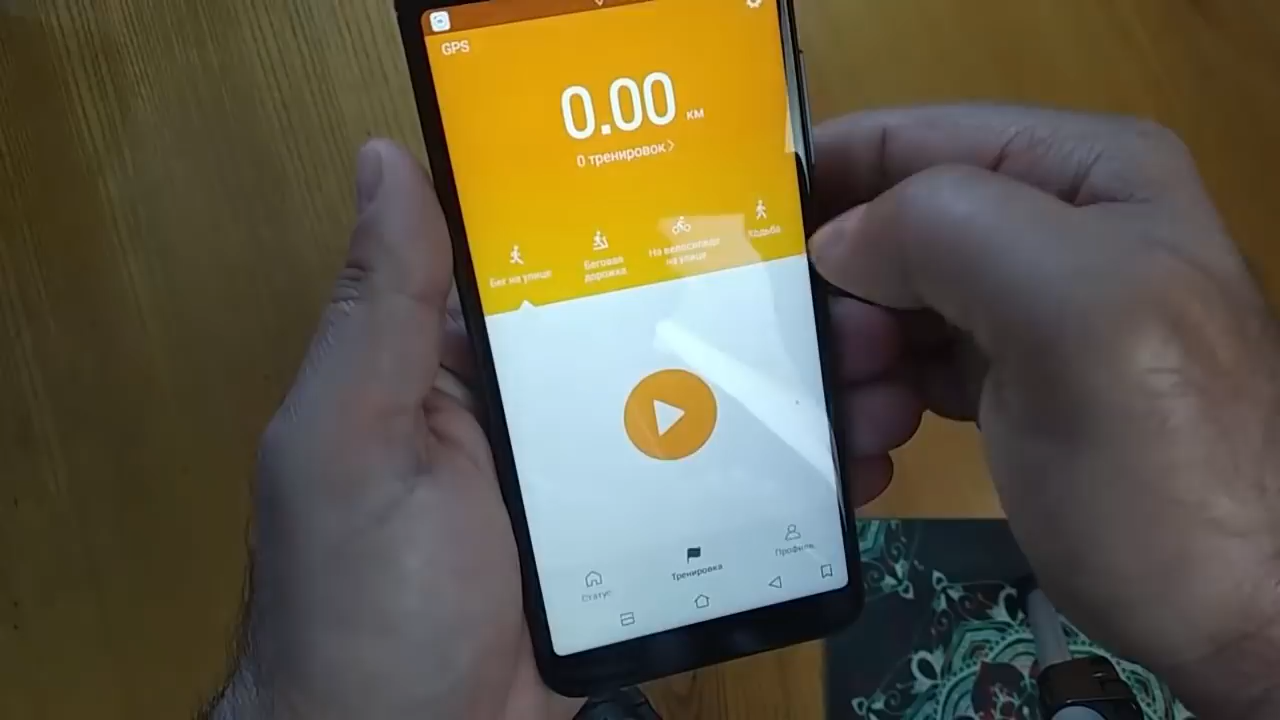 GPS
0.00 км
0 тренировок
Бег на улице
Беговая
дорожка
На велосипеде
на улице
Ходьба
Статус
Тренировка
Профиль